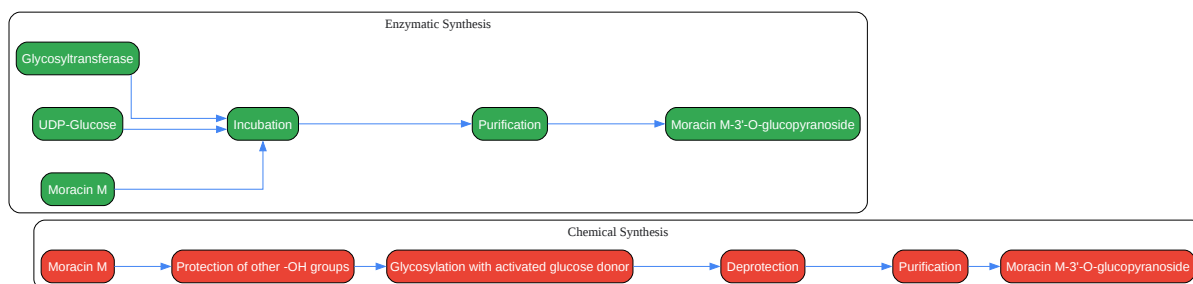 Enzymatic Synthesis
Glycosyltransferase
UDP-Glucose
Incubation
Purification
Moracin M-3'-O-glucopyranoside
Moracin M
Chemical Synthesis
Moracin M
Protection of other -OH groups
Glycosylation with activated glucose donor
Deprotection
Purification
Moracin M-3'-O-glucopyranoside